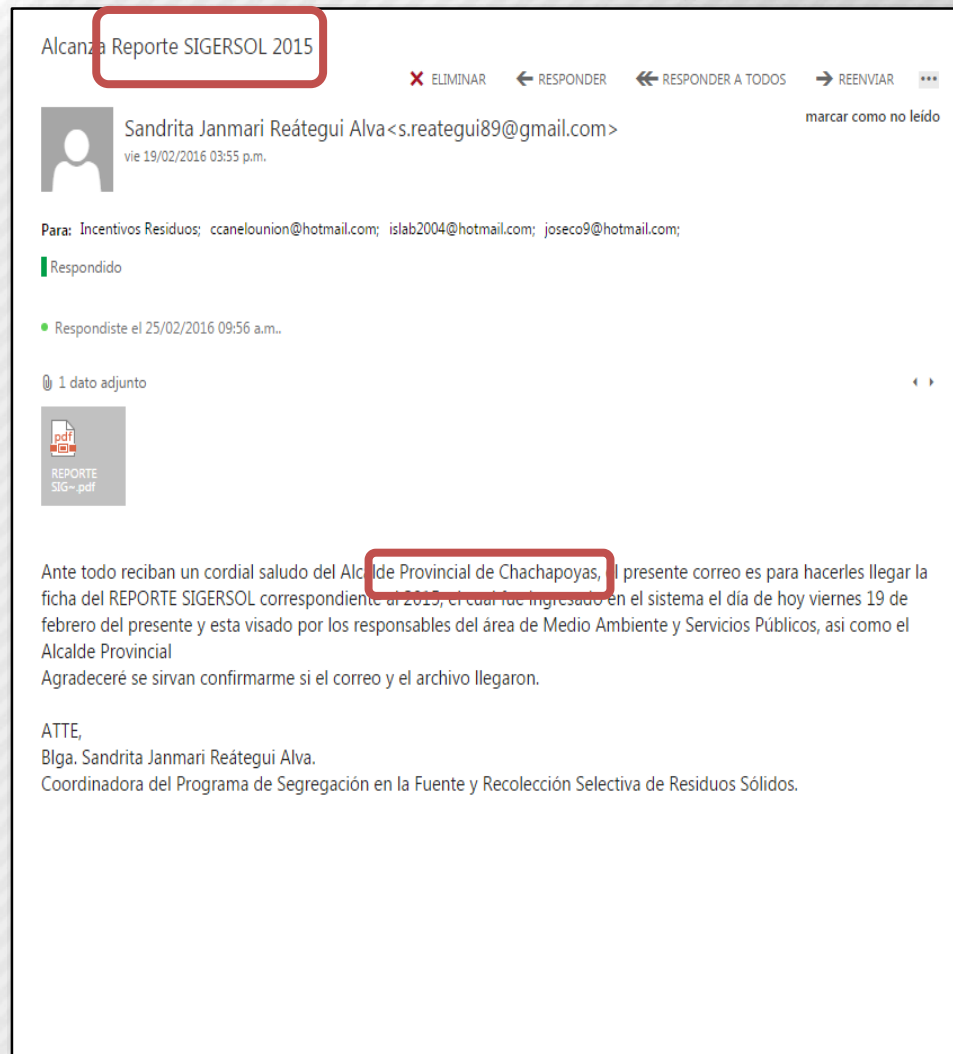 Alcanza Reporte SIGERSOL 2015
ELIMINAR RESPONDER RESPONDER A TODOS REENVIAR
marcar como no leído
Sandrita Janmari Reátegui Alva<s.reategui89@gmail.com>
vie 19/02/2016 03:55 p.m.
Para: Incentivos Residuos; ccanelounion@hotmail.com; islab2004@hotmail.com; joseco9@hotmail.com;
Respondido
Respondiste el 25/02/2016 09:56 a.m..
1 dato adjunto
pdf
REPORTE
SIG~.pdf
Ante todo reciban un cordial saludo del Alcalde Provincial de Chachapoyas, el presente correo es para hacerles llegar la
ficha del REPORTE SIGERSOL correspondiente al 2015, el cual fue ingresado en el sistema el día de hoy viernes 19 de
febrero del presente y esta visado por los responsables del área de Medio Ambiente y Servicios Públicos, asi como el
Alcalde Provincial
Agradeceré se sirvan confirmarme si el correo y el archivo llegaron.
ATTE,
Blga. Sandrita Janmari Reátegui Alva.
Coordinadora del Programa de Segregación en la Fuente y Recolección Selectiva de Residuos Sólidos.